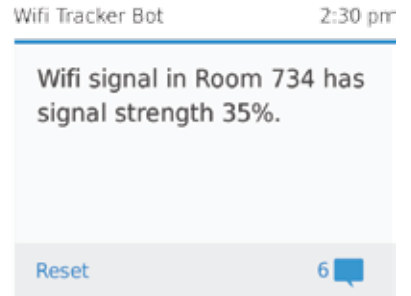 Wifi Tracker Bot 2:30 pm
Wifi signal in Room 734 has
signal strength 35%.
Reset 6